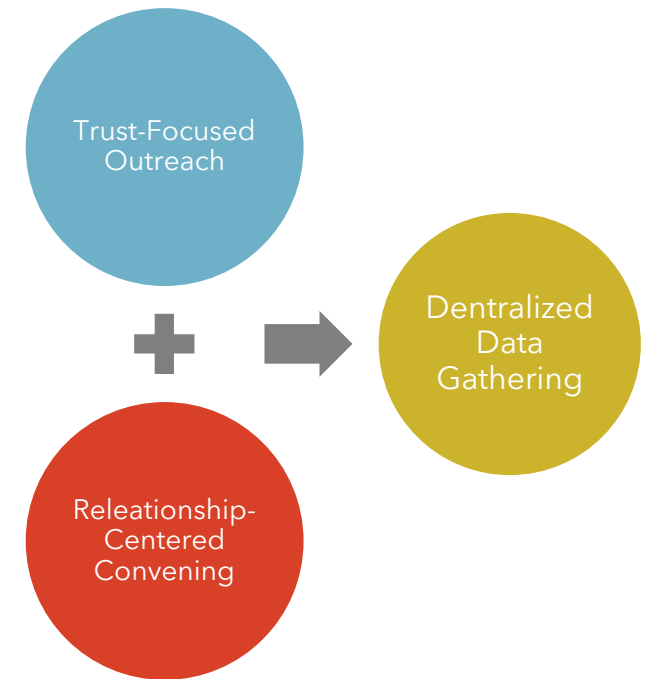 Trust-Focused
Outreach
Releationship-
Centered
Convening
Dentralized
Data
Gathering